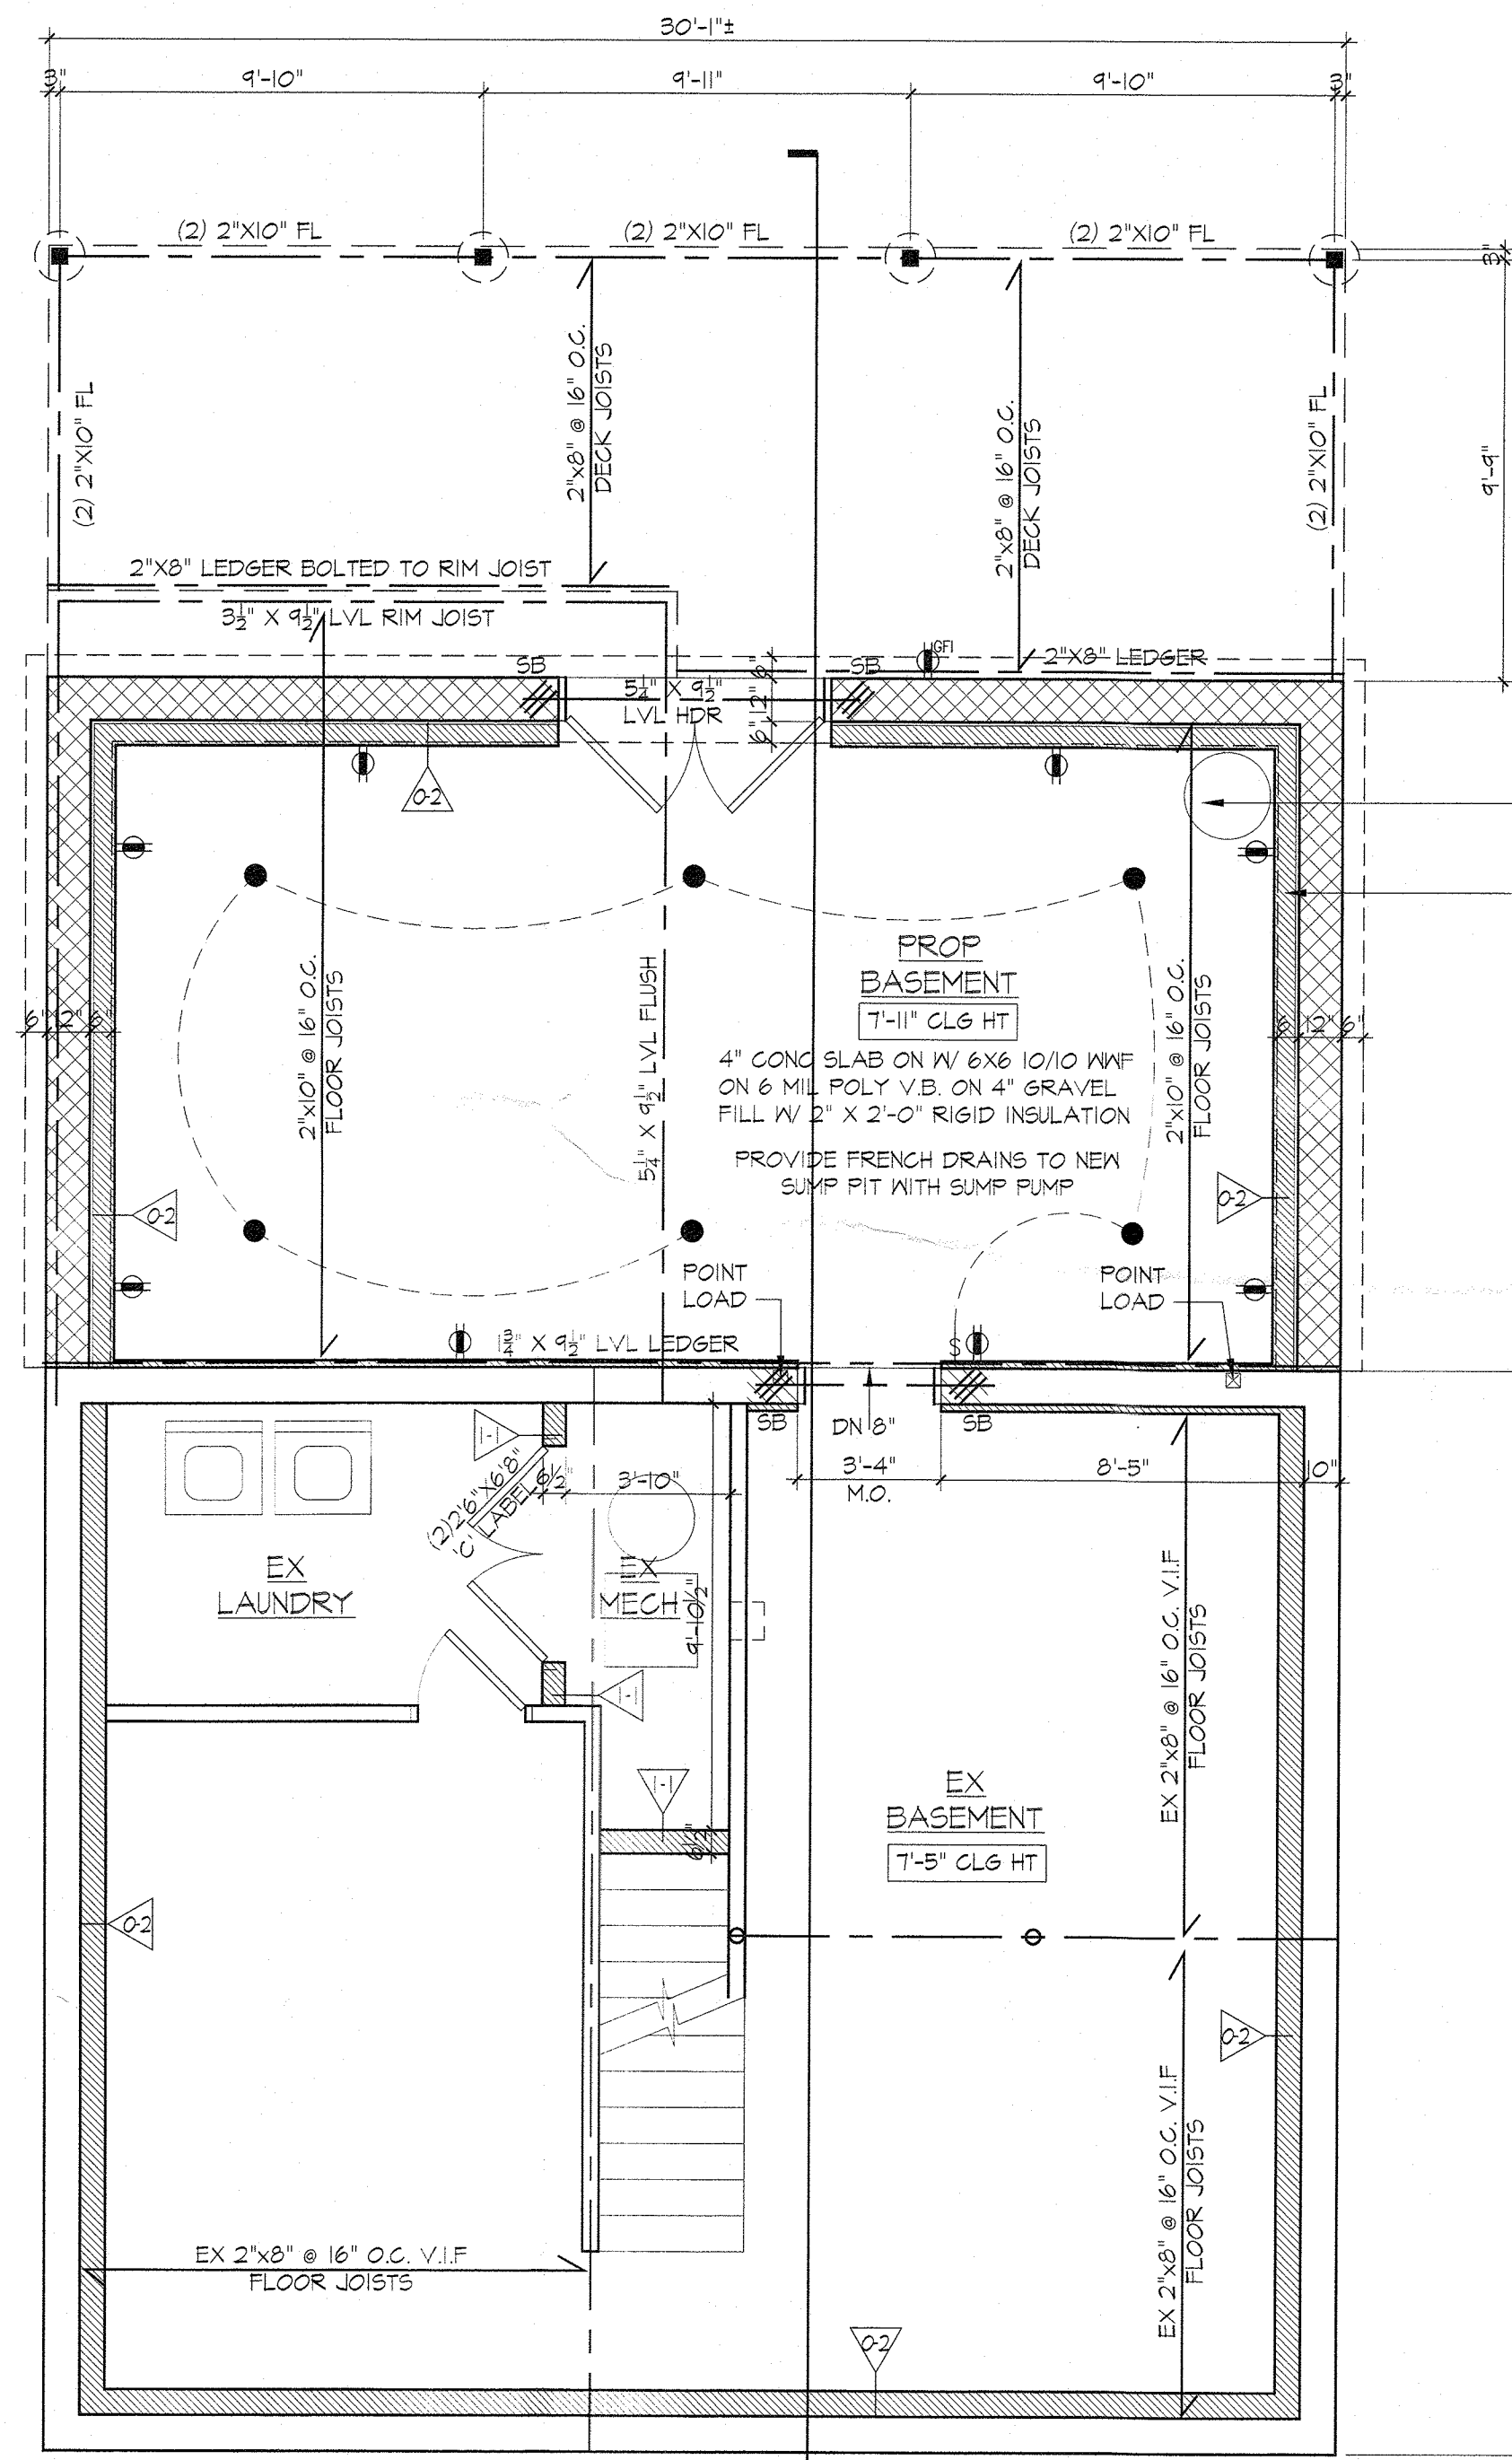 30'-1"±
3"
9'-10"
9'-11"
9'-10"
3"
(2) 2"X10" FL
(2) 2"X10" FL
(2) 2"X10" FL
3"
9'-9"
(2) 2"X10" FL
2"x8" @ 16" O.C.
DECK JOISTS
2"x8" @ 16" O.C.
DECK JOISTS
(2) 2"X10" FL
2"X8" LEDGER BOLTED TO RIM JOIST
3½" X 9½" LVL RIM JOIST
SB
5¼" X 9½"
LVL HDR
6"
12"
6"
SB
GFI
2"X8" LEDGER
0-2
PROP
BASEMENT
7'-11" CLG HT
4" CONC SLAB ON W/ 6X6 10/10 WWF
ON 6 MIL POLY V.B. ON 4" GRAVEL
FILL W/ 2" X 2'-0" RIGID INSULATION
PROVIDE FRENCH DRAINS TO NEW
SUMP PIT WITH SUMP PUMP
6"
12"
6"
2"x10" @ 16" O.C.
FLOOR JOISTS
5¼" X 9½" LVL FLUSH
2"x10" @ 16" O.C.
FLOOR JOISTS
6"
12"
6"
0-2
0-2
POINT
LOAD
POINT
LOAD
1¾" X 9½" LVL LEDGER
S
SB
DN 8"
SB
1-1
(2) 2'6"X6'8"
'C' LABEL
6½"
3'-10"
3'-4"
M.O.
8'-5"
10"
EX
LAUNDRY
EX
MECH
9'-10½"
1-1
1-1
6½"
EX 2"x8" @ 16" O.C. V.I.F
FLOOR JOISTS
EX
BASEMENT
7'-5" CLG HT
0-2
0-2
EX 2"x8" @ 16" O.C. V.I.F
FLOOR JOISTS
EX 2"x8" @ 16" O.C. V.I.F
FLOOR JOISTS
0-2